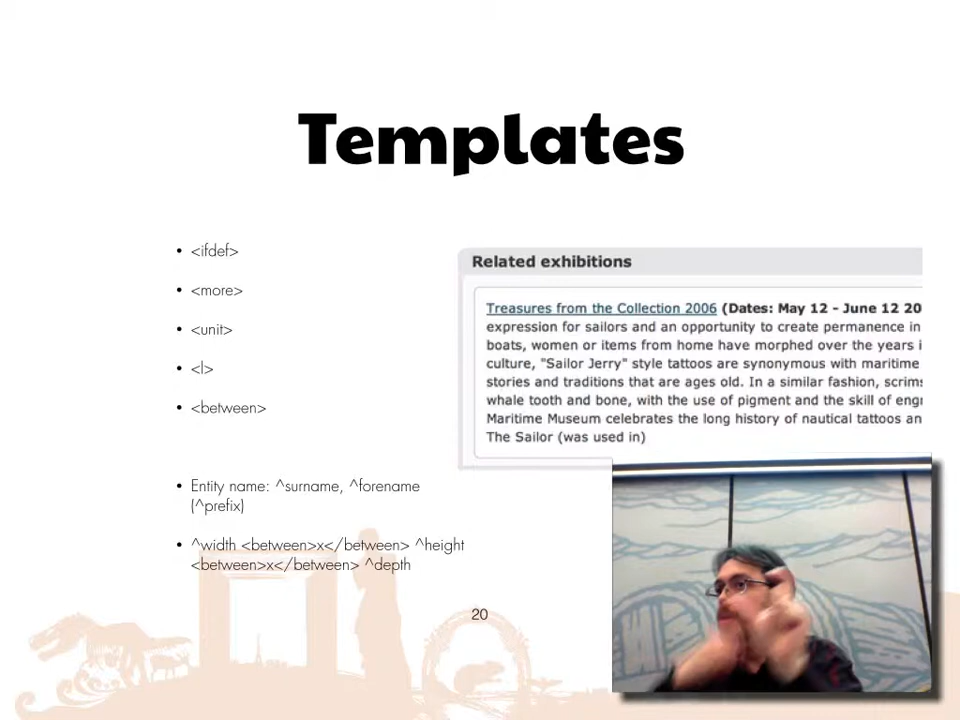 Templates
• <ifdef>
• <more>
• <unit>
• <l>
• <between>
• Entity name: ^surname, ^forename
(^prefix)
• ^width <between>x</between> ^height
<between>x</between> ^depth
Related exhibitions
Treasures from the Collection 2006 (Dates: May 12 - June 12 20
expression for sailors and an opportunity to create permanence in
boats, women or items from home have morphed over the years i
culture, "Sailor Jerry" style tattoos are synonymous with maritime
stories and traditions that are ages old. In a similar fashion, scrims
whale tooth and bone, with the use of pigment and the skill of engr
Maritime Museum celebrates the long history of nautical tattoos an
The Sailor (was used in)
20